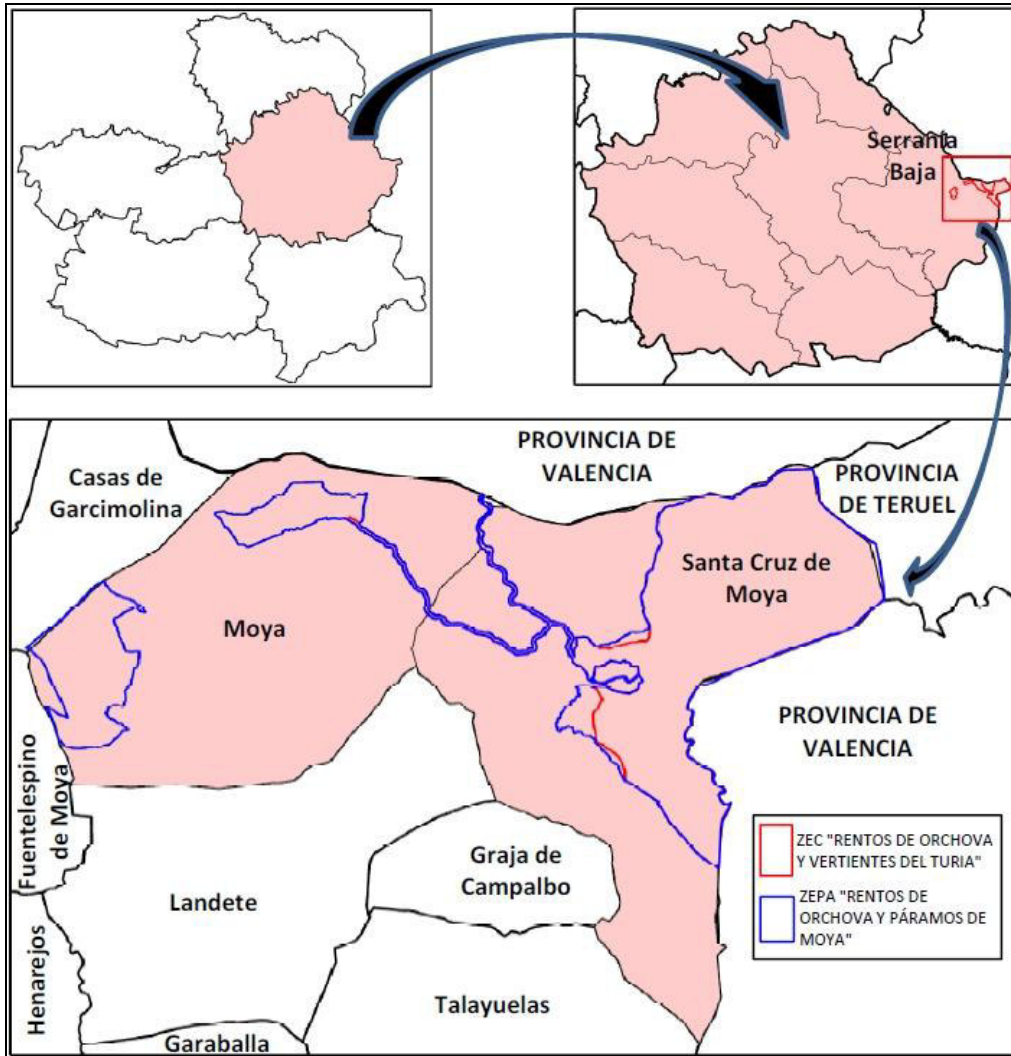 Serranía
Baja
PROVINCIA DE
VALENCIA
PROVINCIA
DE TERUEL
Casas de
Garcimolina
Santa Cruz de
Moya
Moya
PROVINCIA DE
VALENCIA
Fuentelespino
de Moya
Graja de
Campalbo
Landete
Henarejos
Talayuelas
Garaballa
ZEC "RENTOS DE ORCHOVA
Y VERTIENTES DEL TURIA"
ZEPA "RENTOS DE
ORCHOVA Y PÁRAMOS DE
MOYA"